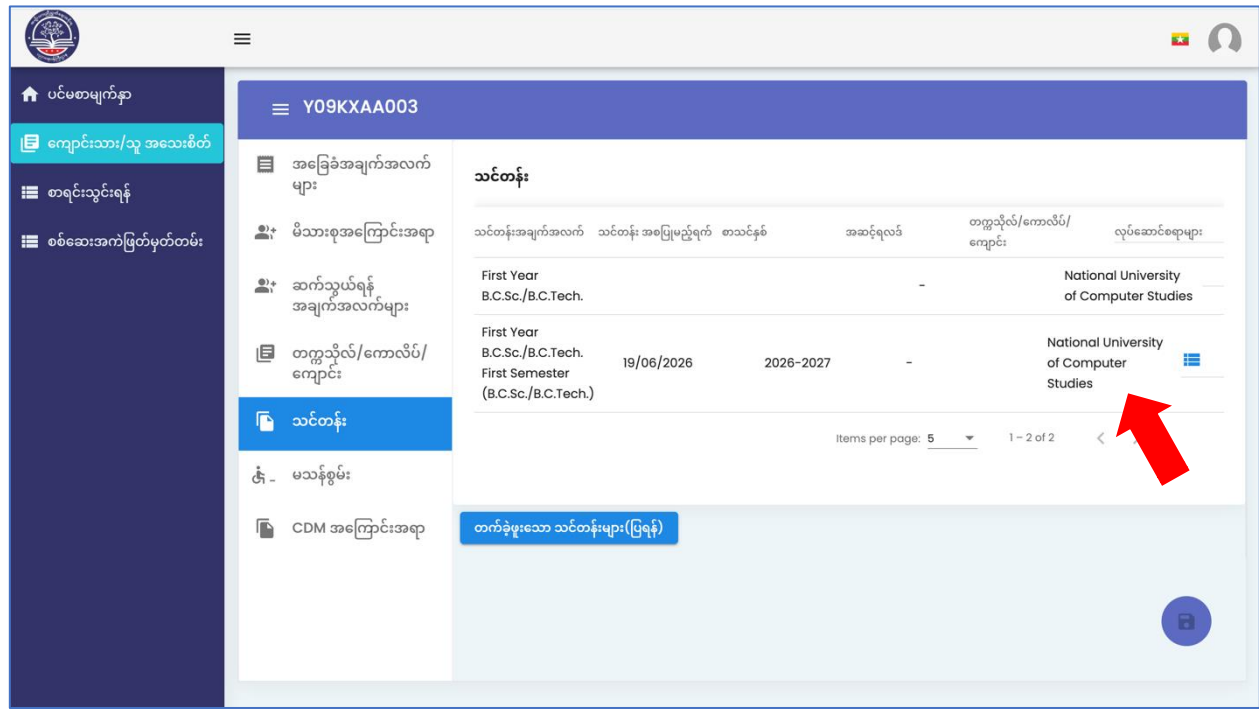 ပင်မစာမျက်နှာ
ကျောင်းသား/သူ အသေးစိတ်
စာရင်းသွင်းရန်
စစ်ဆေးအကဲဖြတ်မှတ်တမ်း
Y09KXAA003
အခြေခံအချက်အလက်
များ
မိသားစုအကြောင်းအရာ
ဆက်သွယ်ရန်
အချက်အလက်များ
တက္ကသိုလ်/ကောလိပ်/
ကျောင်း
သင်တန်း
မသန်စွမ်း
CDM အကြောင်းအရာ
သင်တန်း
သင်တန်းအချက်အလက် သင်တန်း အစပြုမည့်ရက် စာသင်နှစ် အဆင့်ရလဒ် တက္ကသိုလ်/ကောလိပ်/
ကျောင်း လုပ်ဆောင်စရာများ
First Year National University
B.C.Sc./B.C.Tech. - of Computer Studies
First Year
B.C.Sc./B.C.Tech.
First Semester
(B.C.Sc./B.C.Tech.)
19/06/2026 2026-2027 -
National University
of Computer
Studies
Items per page: 5 1 – 2 of 2
တက်ခဲ့ဖူးသော သင်တန်းများ(ပြရန်)